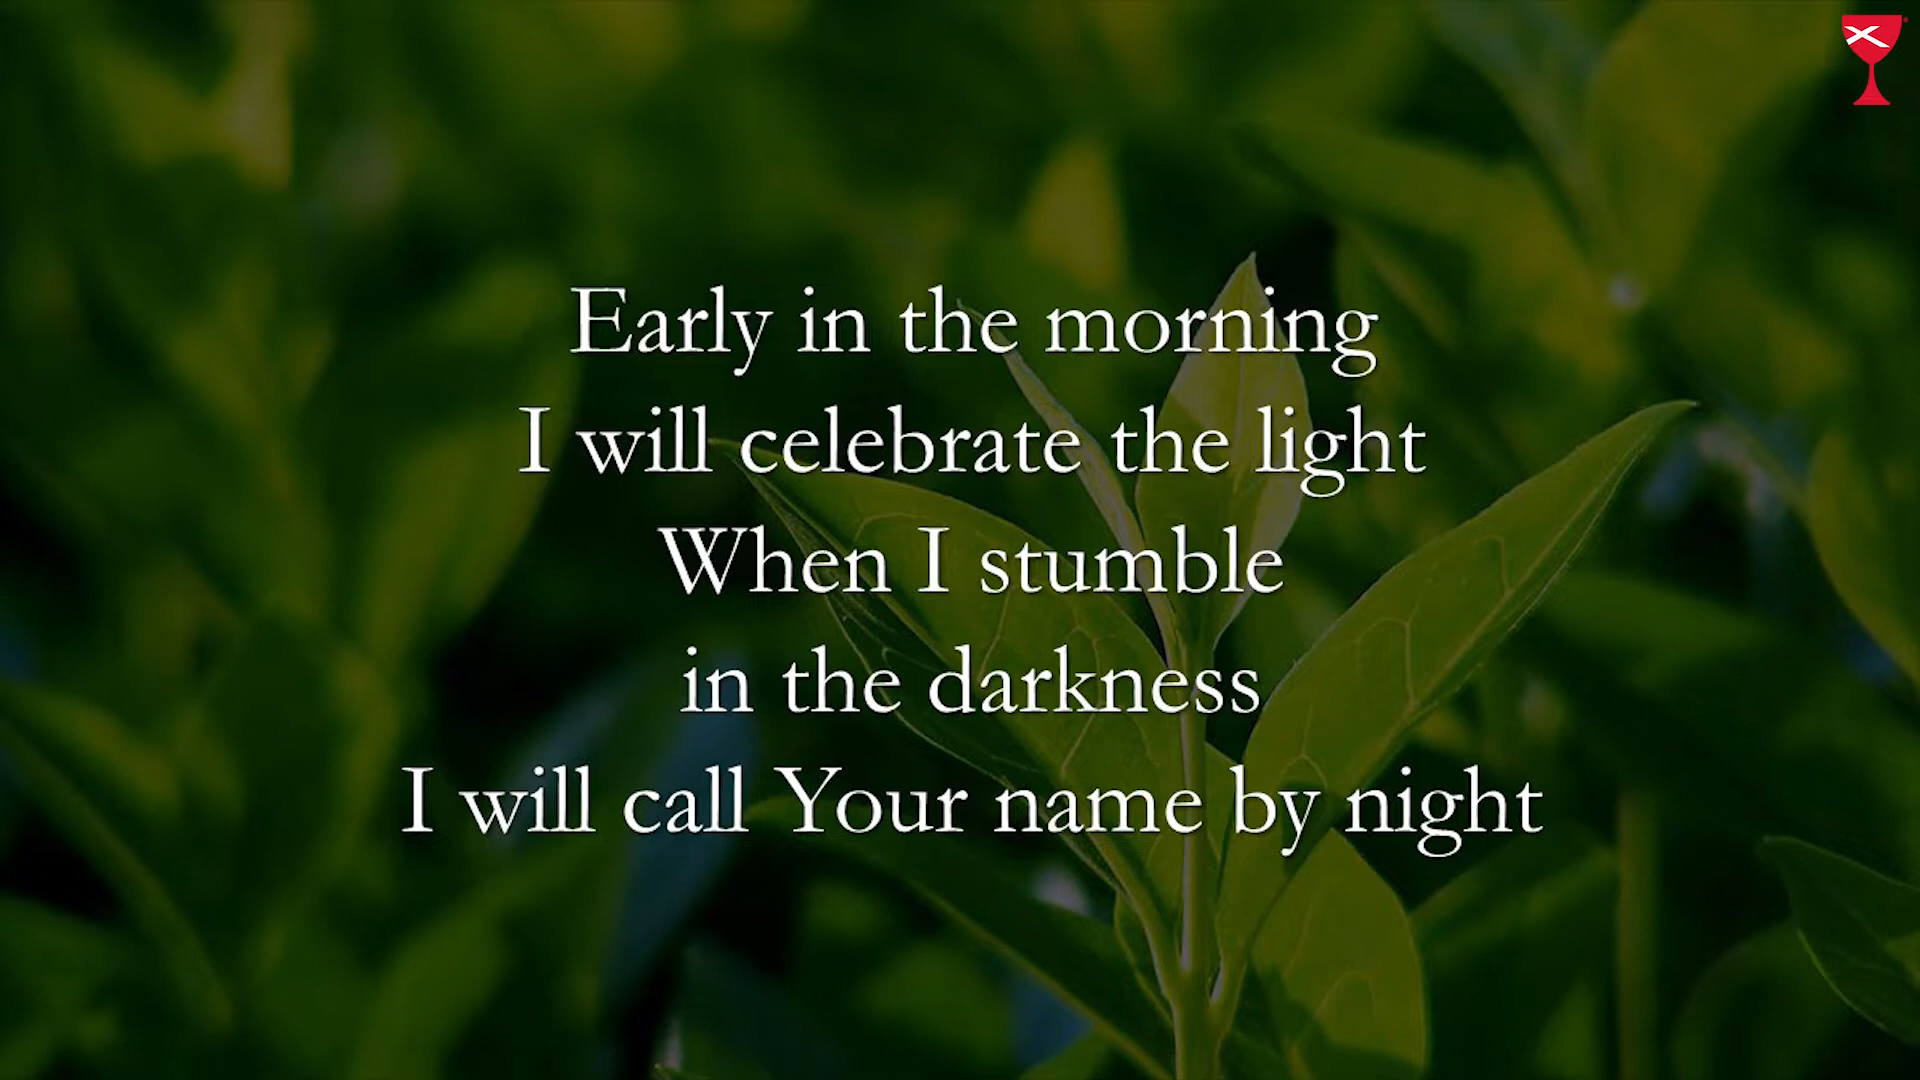 Early in the morning
I will celebrate the light
When I stumble
in the darkness
I will call Your name by night